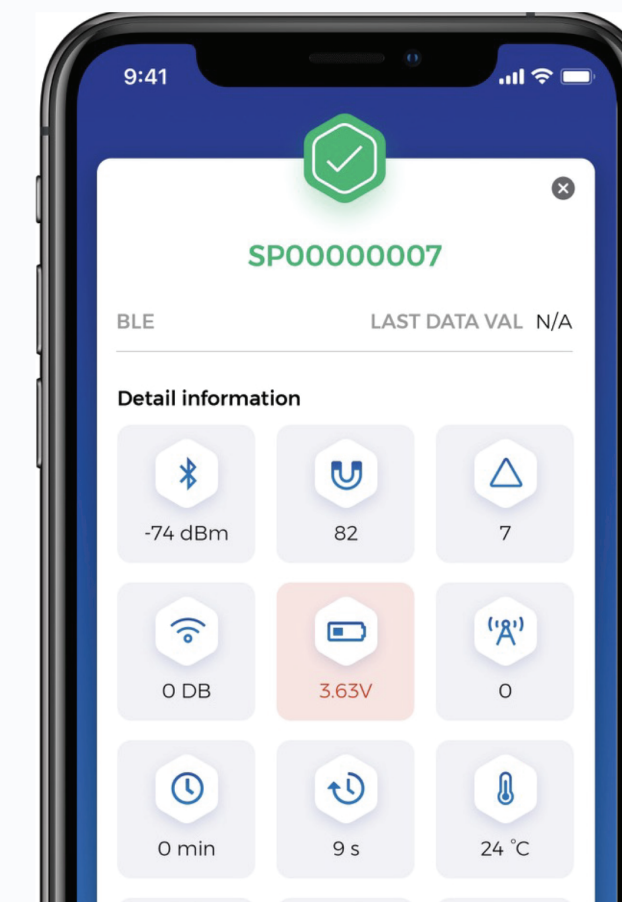 9:41
SP00000007
BLE LAST DATA VAL N/A
Detail information
-74 dBm 82 7
0 DB 3.63V 0
0 min 9 s 24 °C